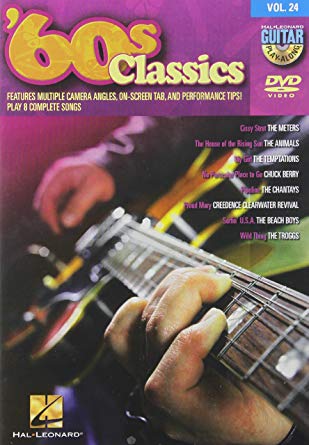 '60s
Classics
VOL. 24
HAL•LEONARD
GUITAR
PLAY-ALONG
DVD
VIDEO
FEATURES MULTIPLE CAMERA ANGLES, ON-SCREEN TAB, AND PERFORMANCE TIPS!
PLAY 8 COMPLETE SONGS
Cissy Strut THE METERS
The House of the Rising Sun THE ANIMALS
My Girl THE TEMPTATIONS
No Particular Place to Go CHUCK BERRY
Pipeline THE CHANTAYS
Proud Mary CREEDENCE CLEARWATER REVIVAL
Surfin' U.S.A. THE BEACH BOYS
Wild Thing THE TROGGS
HAL•LEONARD®